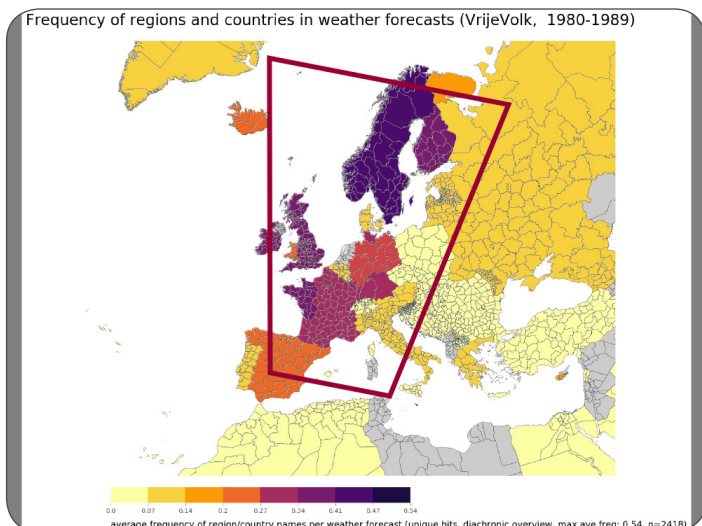 Frequency of regions and countries in weather forecasts (VrijeVolk, 1980-1989)
0.0 0.07 0.14 0.2 0.27 0.34 0.41 0.47 0.54
average frequency of region/country names per weather forecast (unique hits, diachronic overview, max ave freq: 0.54, n=2418)